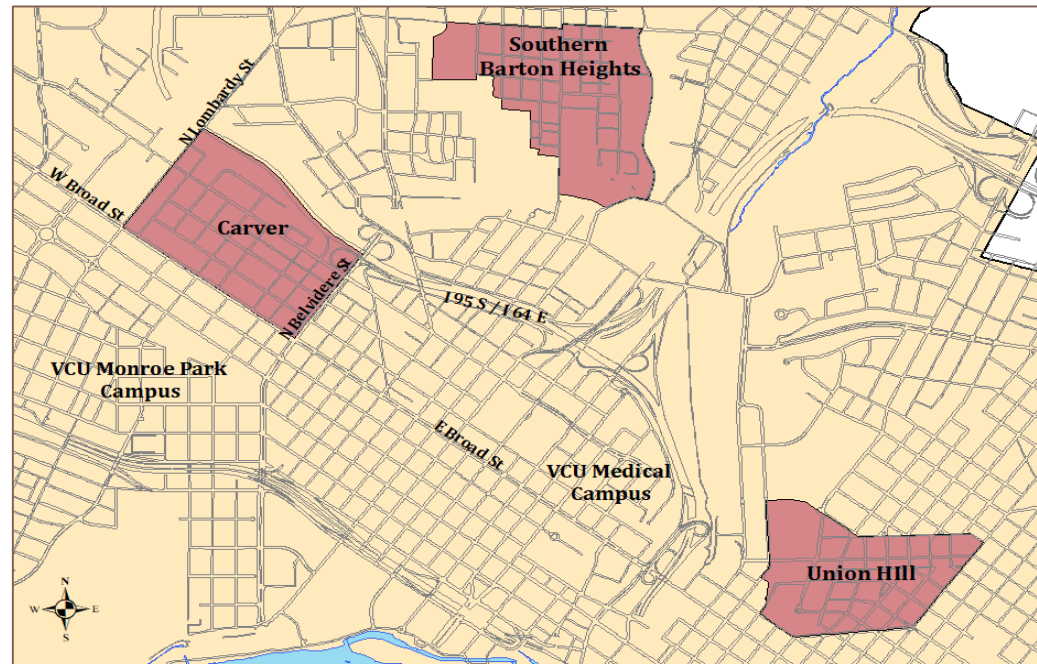 Southern
Barton Heights
N Lombardy St
W Broad St
Carver
N Belvidere St
I 95 S / I 64 E
VCU Monroe Park
Campus
E Broad St
VCU Medical
Campus
Union HIll
N
W
E
S